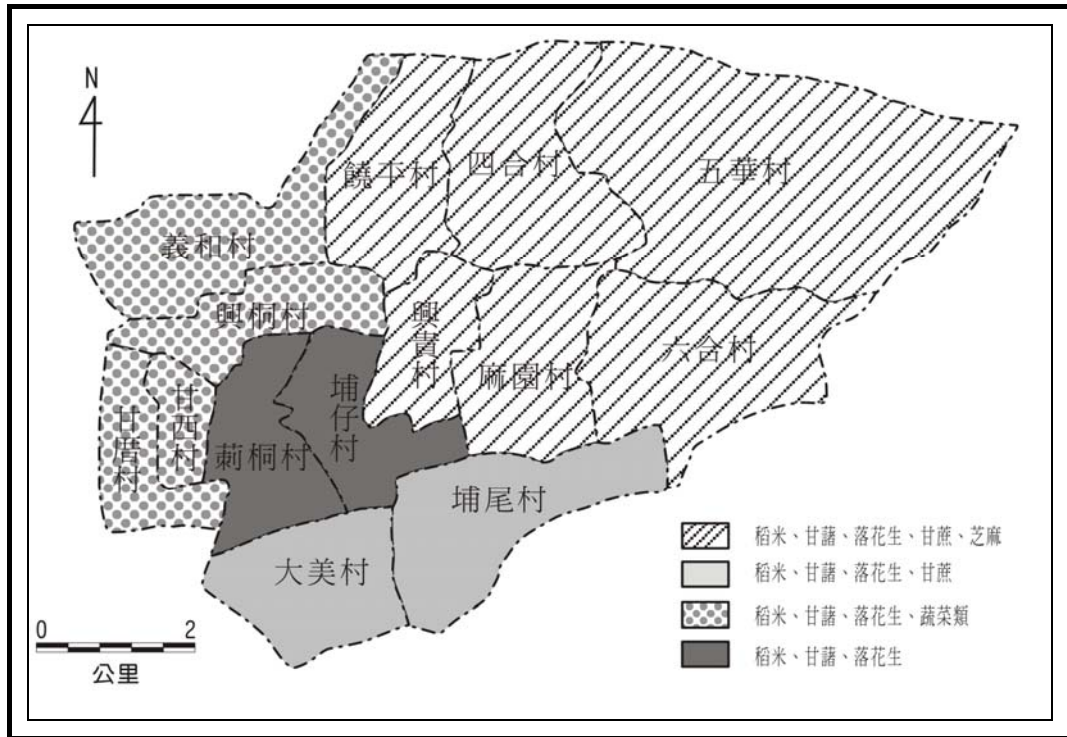 N
饒平村
四合村
五華村
義和村
興桐村
興貴村
麻園村
六合村
埔仔村
甘西村
甘厝村
莿桐村
埔尾村
大美村
稻米、甘藷、落花生、甘蔗、芝麻
稻米、甘藷、落花生、甘蔗
稻米、甘藷、落花生、蔬菜類
稻米、甘藷、落花生
0 2
公里